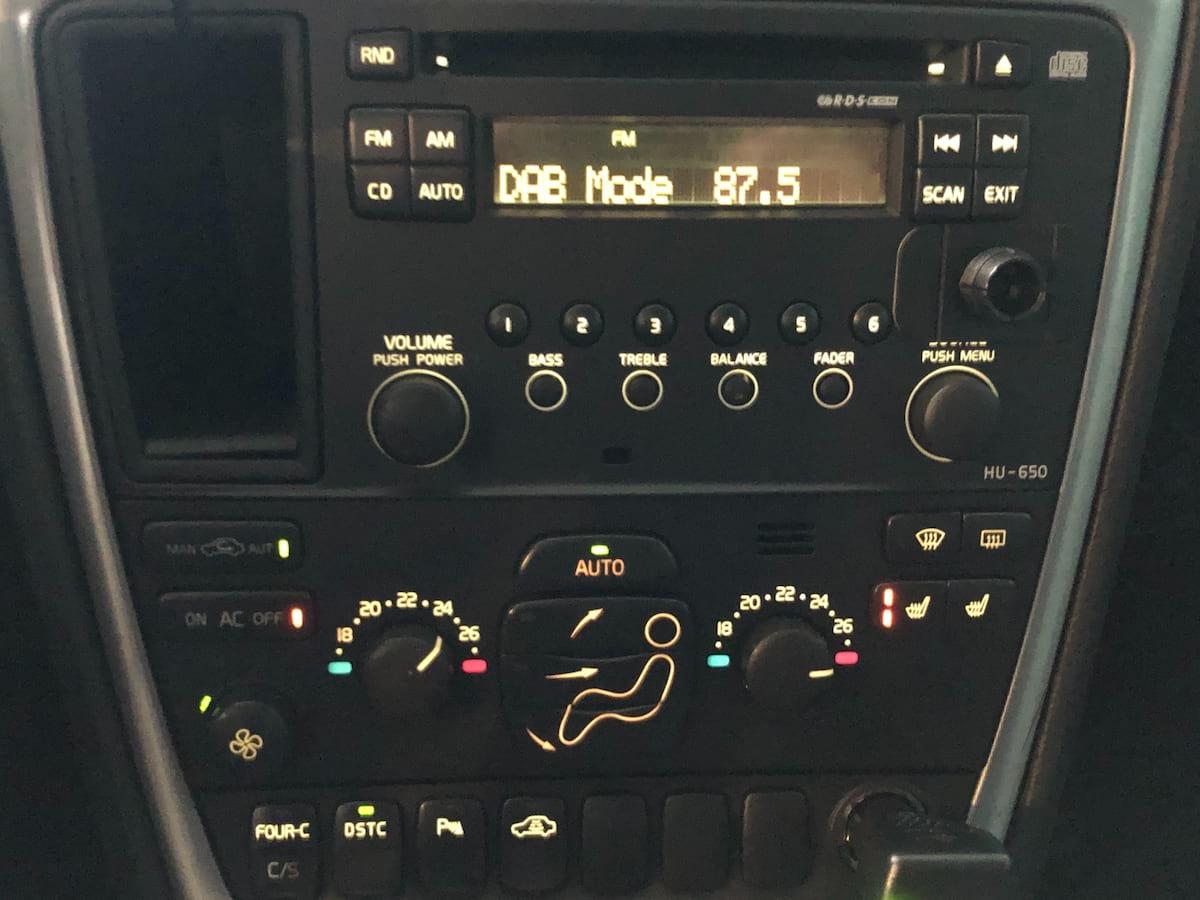 RND
disc
R·D·S EON
FM AM
CD AUTO
FM
DAB Mode 87.5
SCAN EXIT
1 2 3 4 5 6
VOLUME
PUSH POWER
BASS TREBLE BALANCE FADER
PUSH MENU
HU-650
MAN AUT
ON AC OFF
AUTO
18 20 22 24 26
18 20 22 24 26
FOUR-C
C/S
DSTC
P